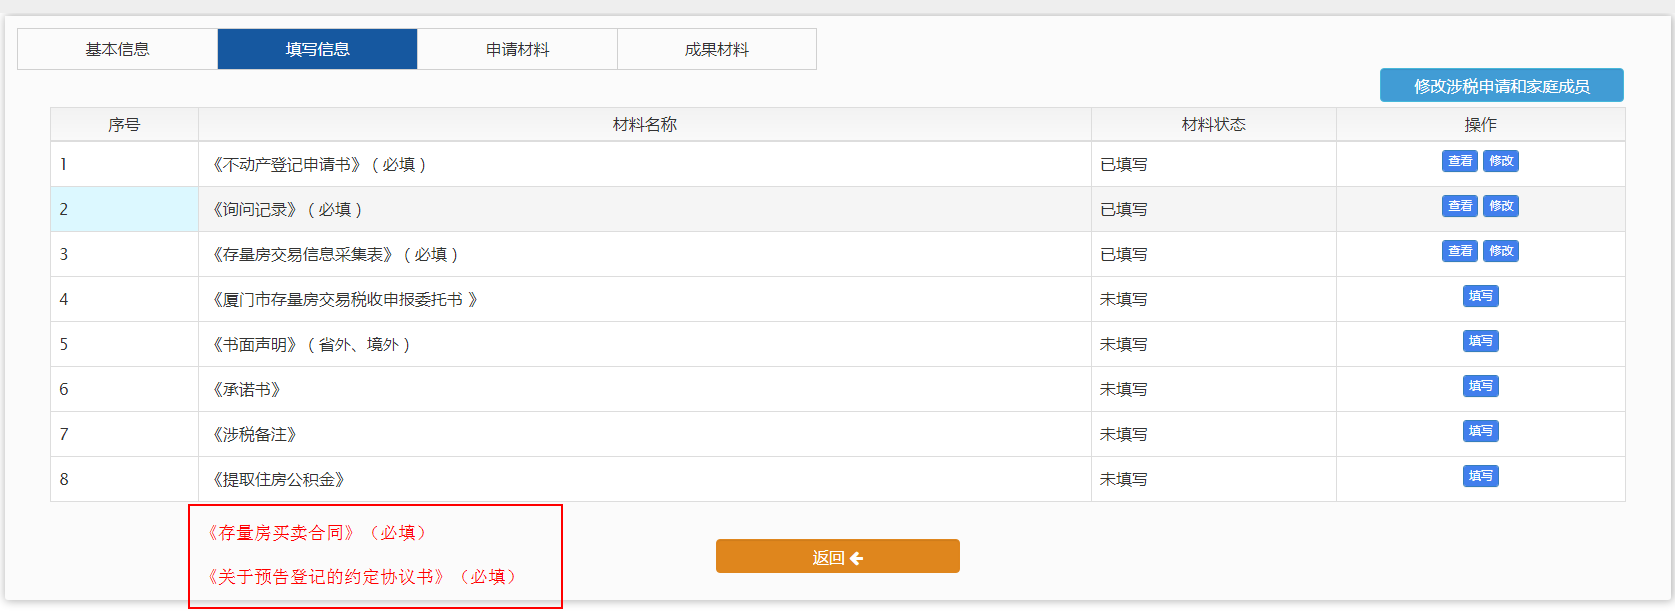 基本信息 填写信息 申请材料 成果材料
修改涉税申请和家庭成员
序号 材料名称 材料状态 操作
1 《不动产登记申请书》（必填） 已填写 查看 修改
2 《询问记录》（必填） 已填写 查看 修改
3 《存量房交易信息采集表》（必填） 已填写 查看 修改
4 《厦门市存量房交易税收申报委托书 》 未填写 填写
5 《书面声明》（省外、境外） 未填写 填写
6 《承诺书》 未填写 填写
7 《涉税备注》 未填写 填写
8 《提取住房公积金》 未填写 填写
《存量房买卖合同》（必填）
返回
《关于预告登记的约定协议书》（必填）